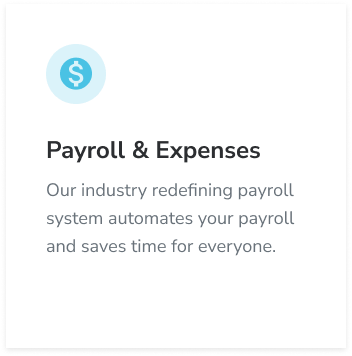 $
Payroll & Expenses
Our industry redefining payroll
system automates your payroll
and saves time for everyone.